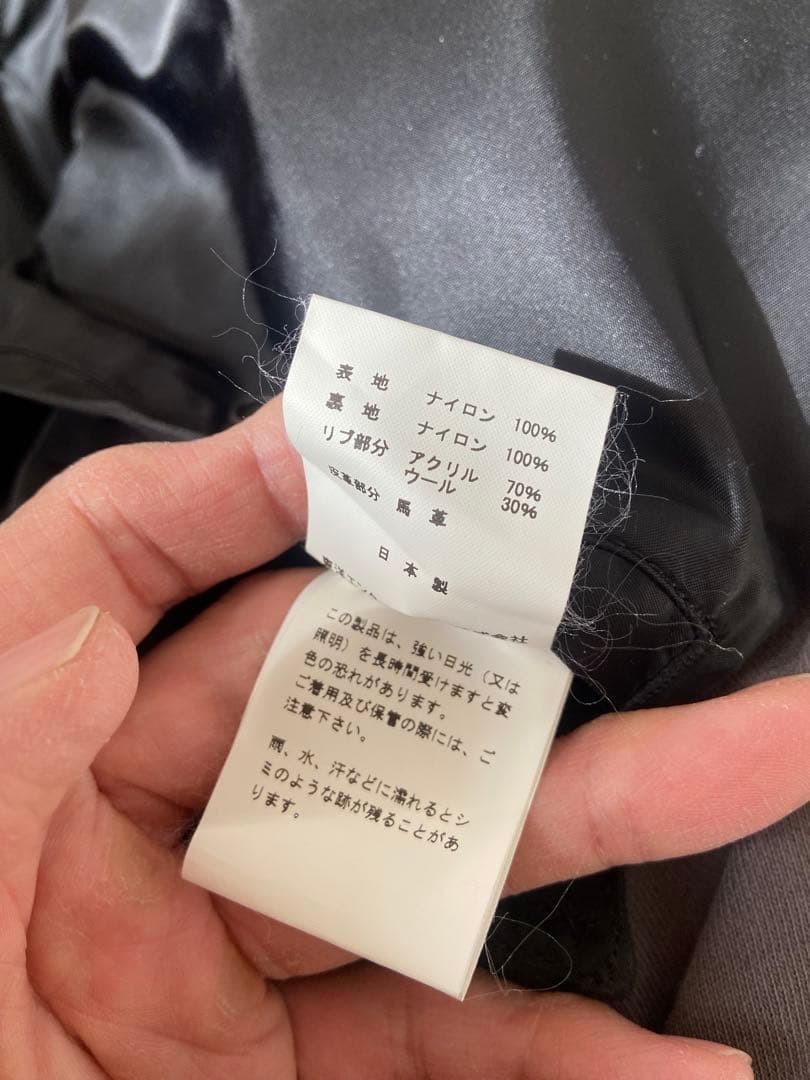 表 地 ナイロン 100%
裏 地 ナイロン 100%
リブ部分 アクリル 70%
ウール 30%
皮革部分 馬 革
日 本 製
この製品は、強い日光（又は
照明）を長時間受けますと変
色の恐れがあります。
ご着用及び保管の際には、ご
注意下さい。
雨、水、汗などに濡れるとシ
ミのような跡が残ることがあ
ります。